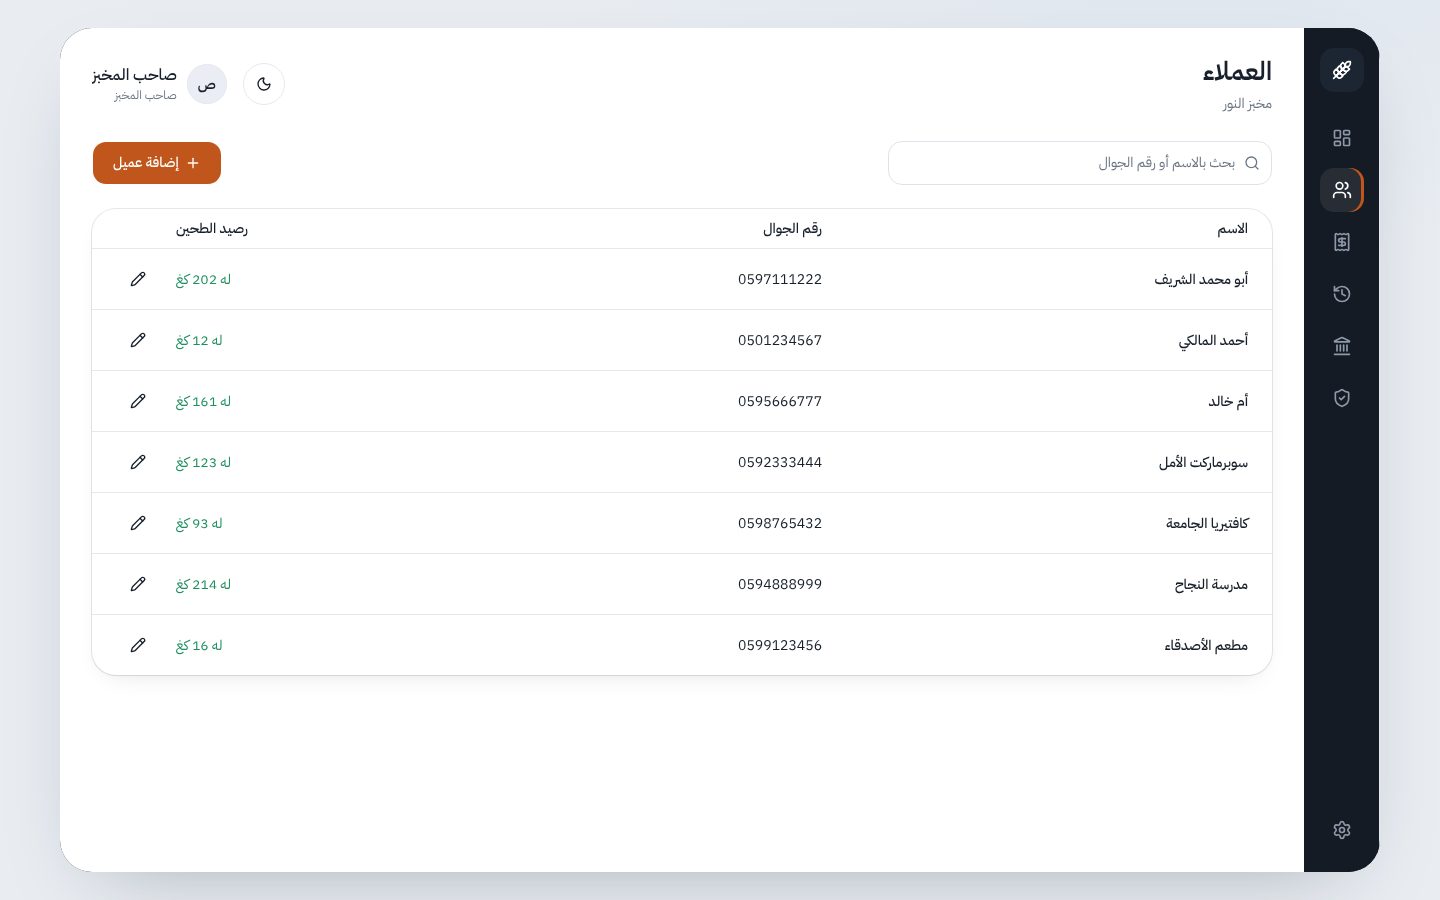 العملاء
مخبز النور
ص
صاحب المخبز
صاحب المخبز
بحث بالاسم أو رقم الجوال
إضافة عميل
الاسم رقم الجوال رصيد الطحين
أبو محمد الشريف 0597111222 له 202 كغ
أحمد المالكي 0501234567 له 12 كغ
أم خالد 0595666777 له 161 كغ
سوبرماركت الأمل 0592333444 له 123 كغ
كافتيريا الجامعة 0598765432 له 93 كغ
مدرسة النجاح 0594888999 له 214 كغ
مطعم الأصدقاء 0599123456 له 16 كغ